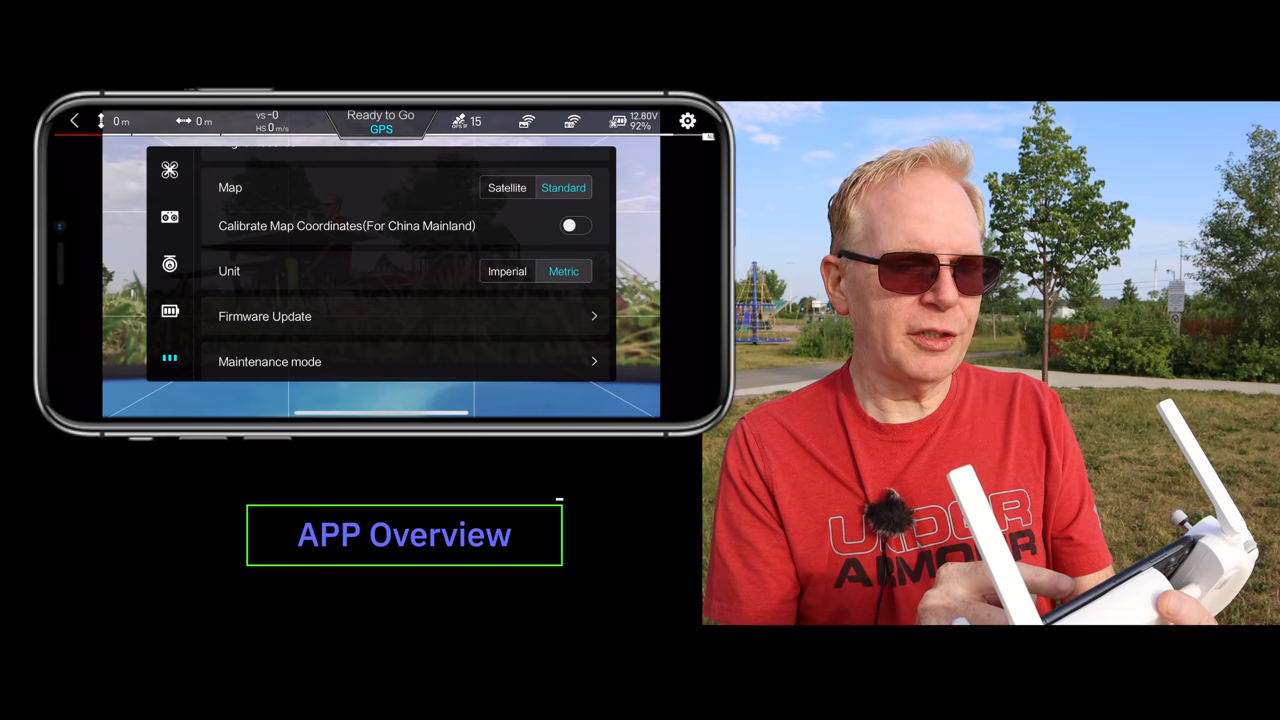 0 m
0 m
VS -0
HS 0 m/s
Ready to Go
GPS
15
12.80V
92%
Map
Satellite
Standard
Calibrate Map Coordinates(For China Mainland)
Unit
Imperial
Metric
Firmware Update
Maintenance mode
APP Overview
UNDER
ARMOUR